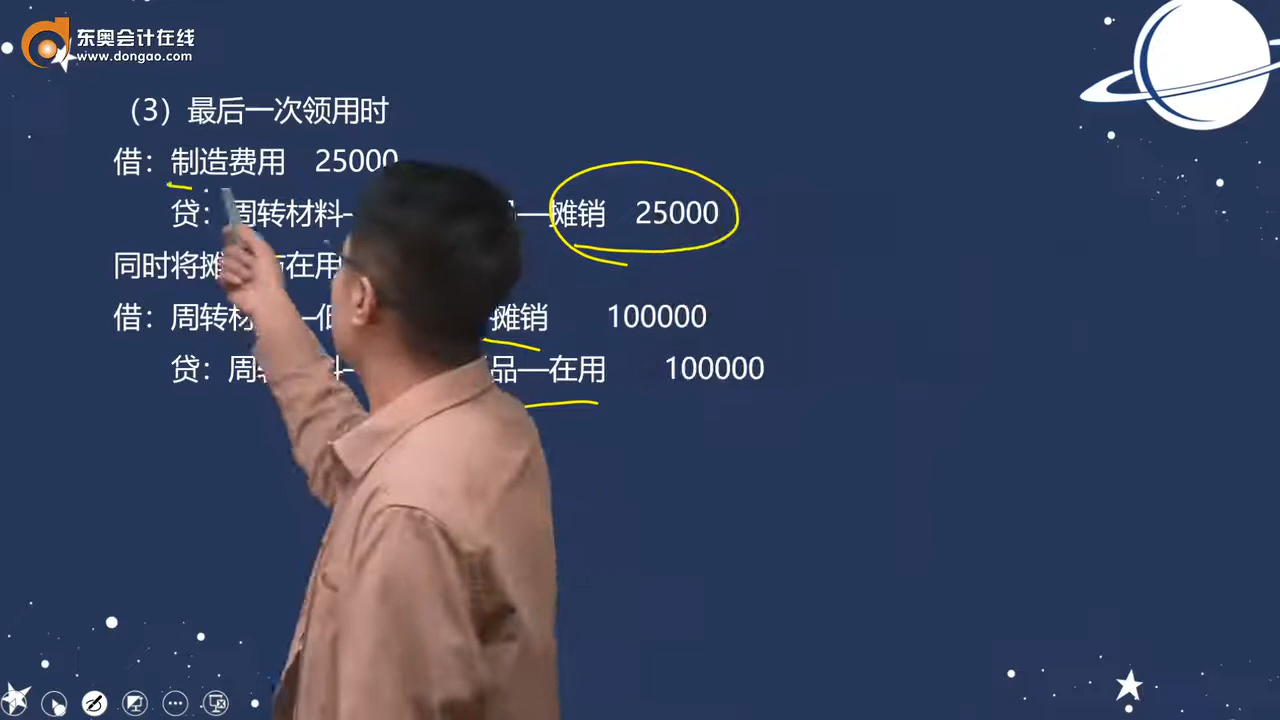 东奥会计在线
www.dongao.com
（3）最后一次领用时
借：制造费用 25000
贷：周转材料— —摊销 25000
同时将摊 在用
借：周转材 摊销 100000
贷：周 品—在用 100000